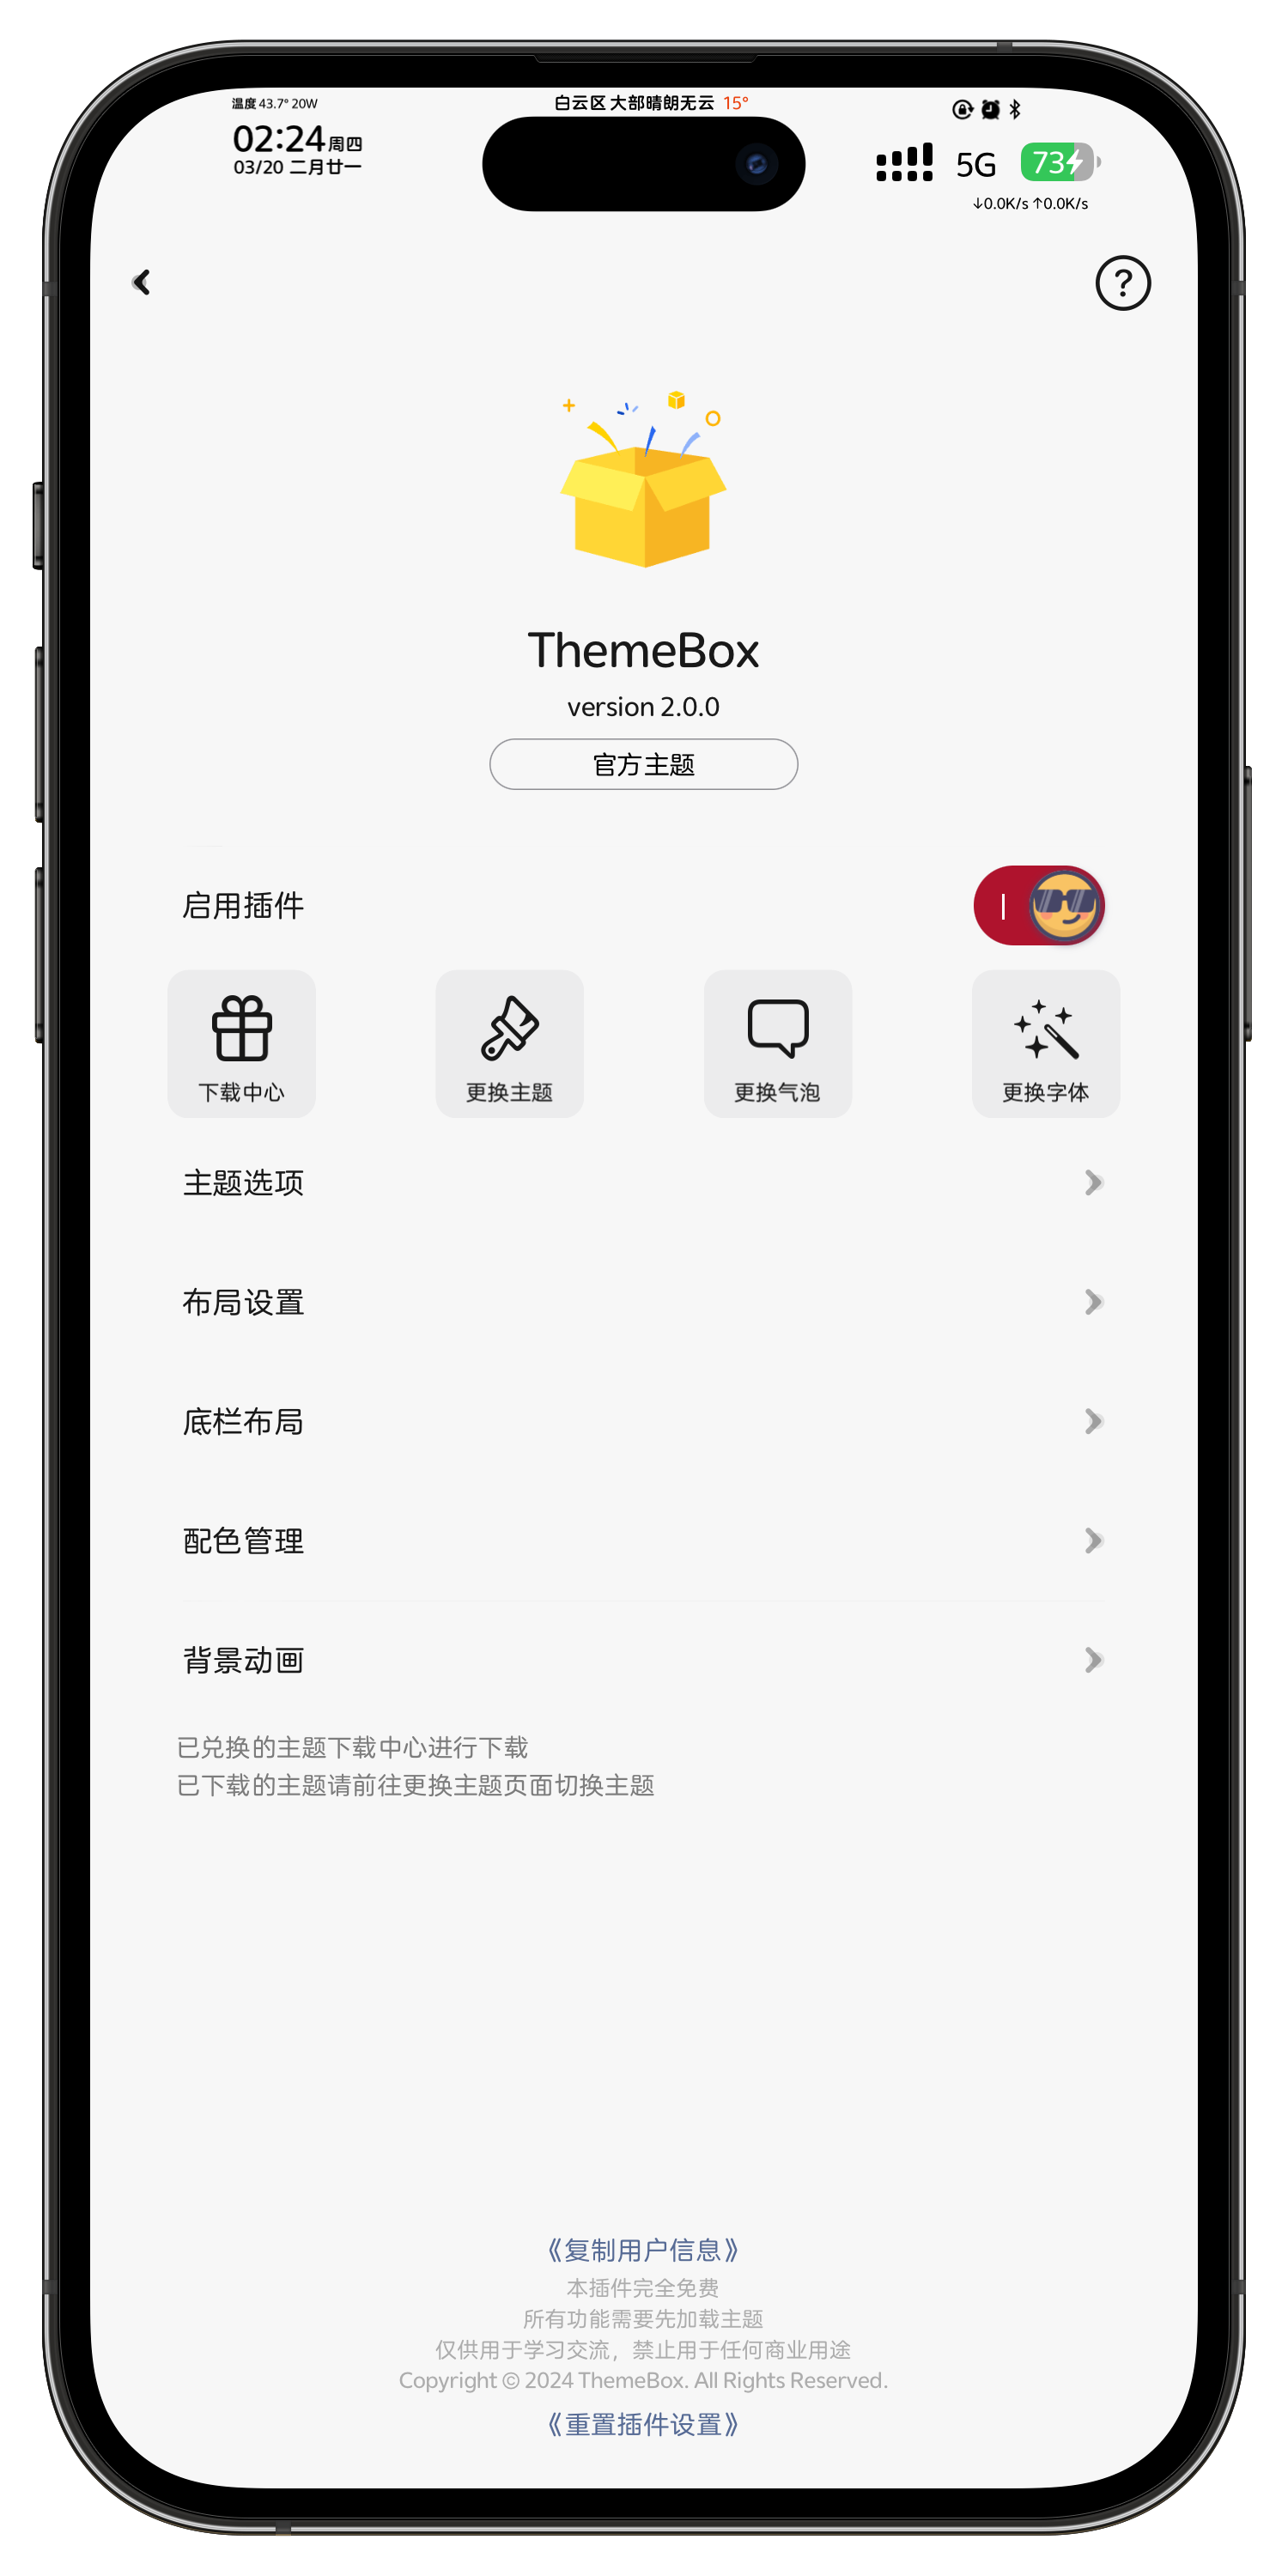 温度 43.7° 20W
白云区 大部晴朗无云 15°
02:24 周四
03/20 二月廿一
5G 73
↓0.0K/s ↑0.0K/s
?
ThemeBox
version 2.0.0
官方主题
启用插件
下载中心 更换主题 更换气泡 更换字体
主题选项
布局设置
底栏布局
配色管理
背景动画
已兑换的主题下载中心进行下载
已下载的主题请前往更换主题页面切换主题
《复制用户信息》
本插件完全免费
所有功能需要先加载主题
仅供用于学习交流，禁止用于任何商业用途
Copyright © 2024 ThemeBox. All Rights Reserved.
《重置插件设置》